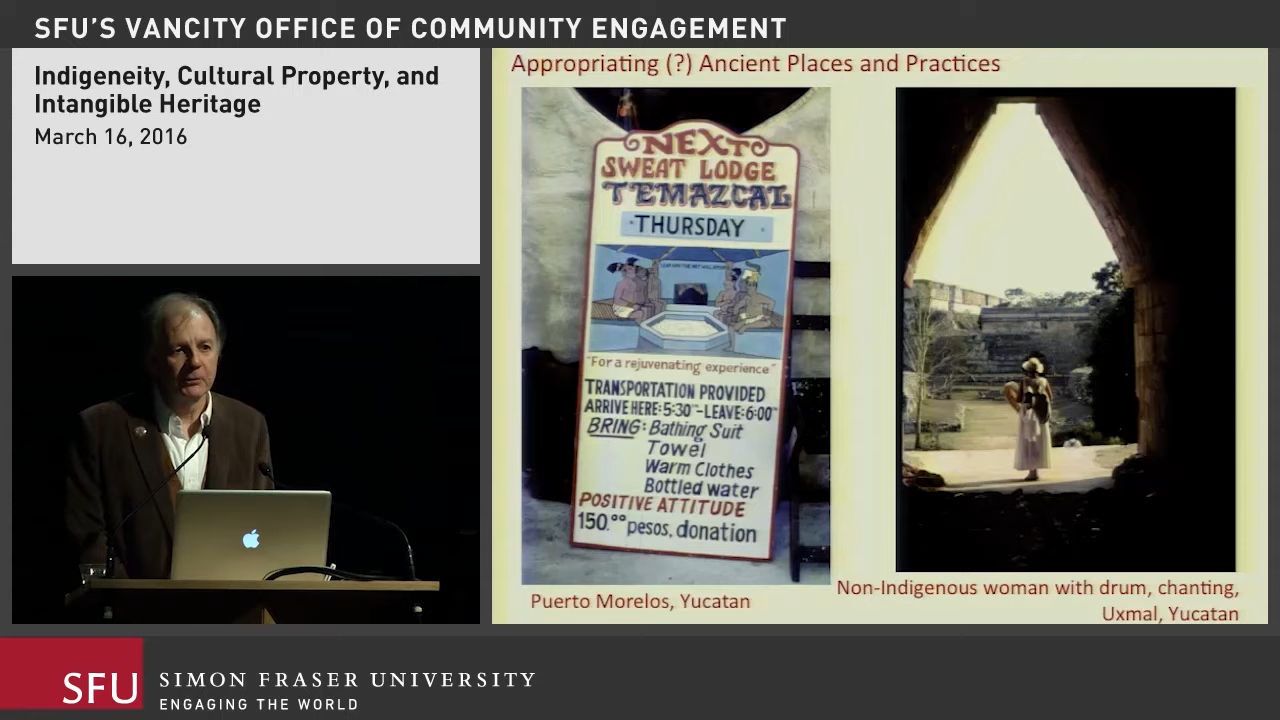 SFU'S VANCITY OFFICE OF COMMUNITY ENGAGEMENT
Indigeneity, Cultural Property, and
Intangible Heritage
March 16, 2016
Appropriating (?) Ancient Places and Practices
NEXT
SWEAT LODGE
TEMAZCAL
THURSDAY
"For a rejuvenating experience"
TRANSPORTATION PROVIDED
ARRIVE HERE: 5:30 - LEAVE: 6:00
BRING: Bathing Suit
Towel
Warm Clothes
Bottled water
POSITIVE ATTITUDE
150.00 pesos, donation
Puerto Morelos, Yucatan
Non-Indigenous woman with drum, chanting,
Uxmal, Yucatan
SFU
SIMON FRASER UNIVERSITY
ENGAGING THE WORLD